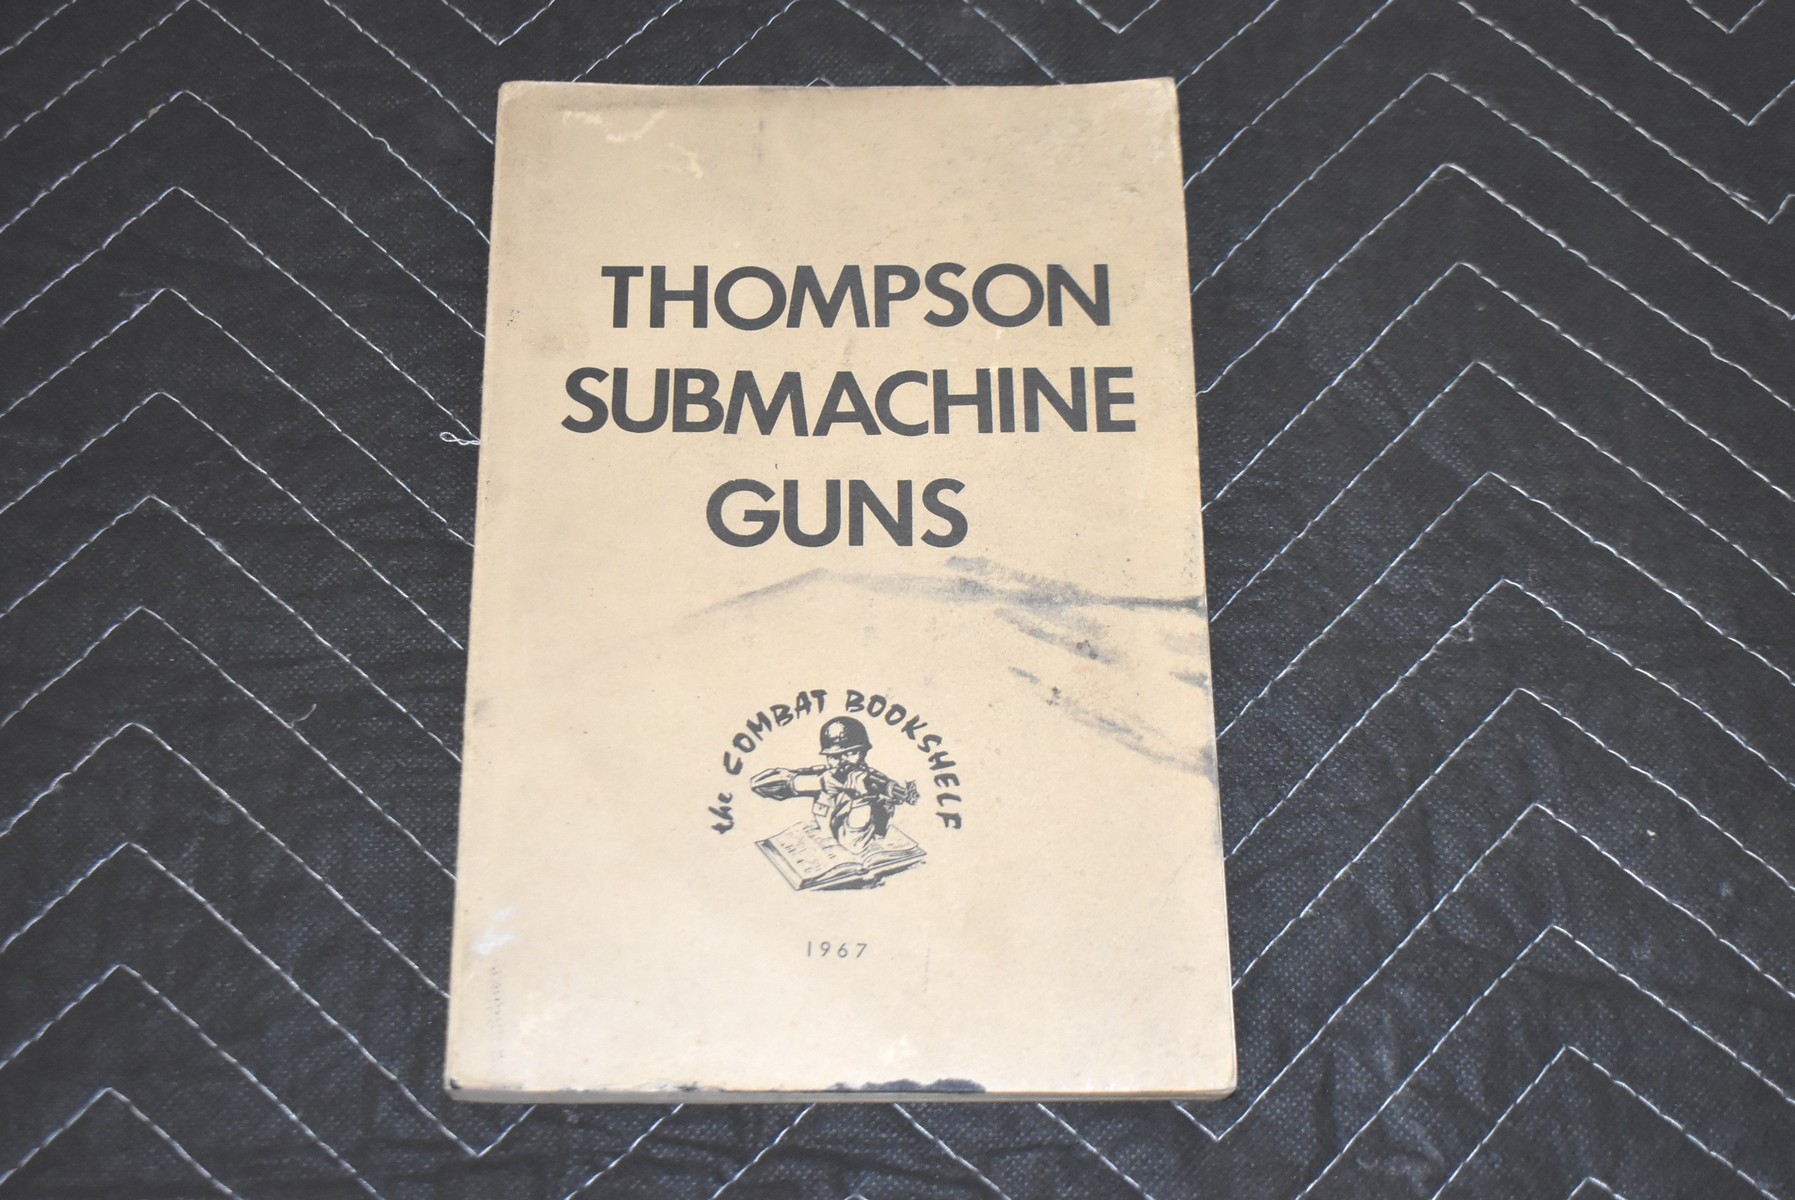 THOMPSON
SUBMACHINE
GUNS
the COMBAT BOOKSHELF
1967